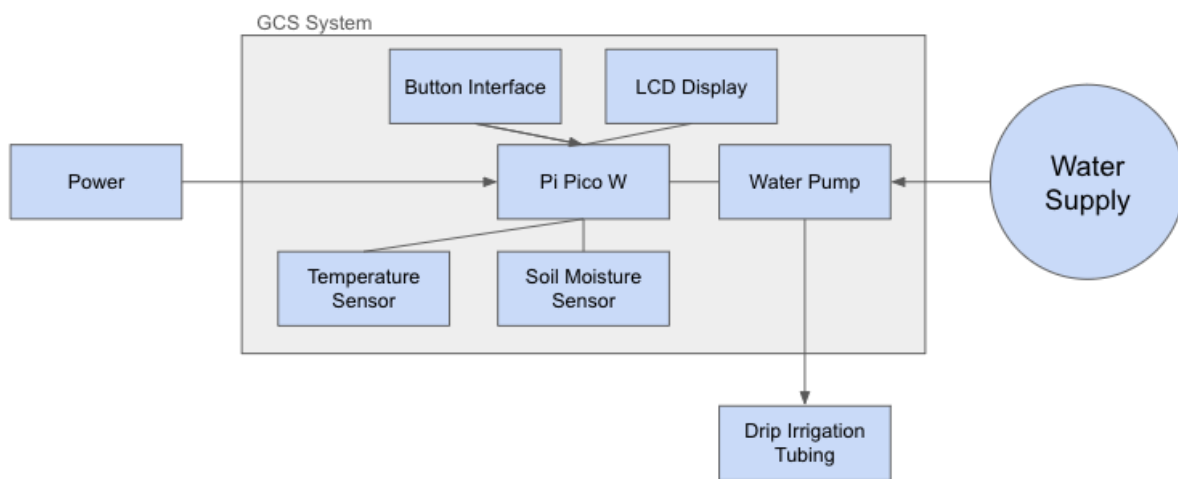 GCS System
Button Interface
LCD Display
Power
Pi Pico W
Water Pump
Water
Supply
Temperature
Sensor
Soil Moisture
Sensor
Drip Irrigation
Tubing